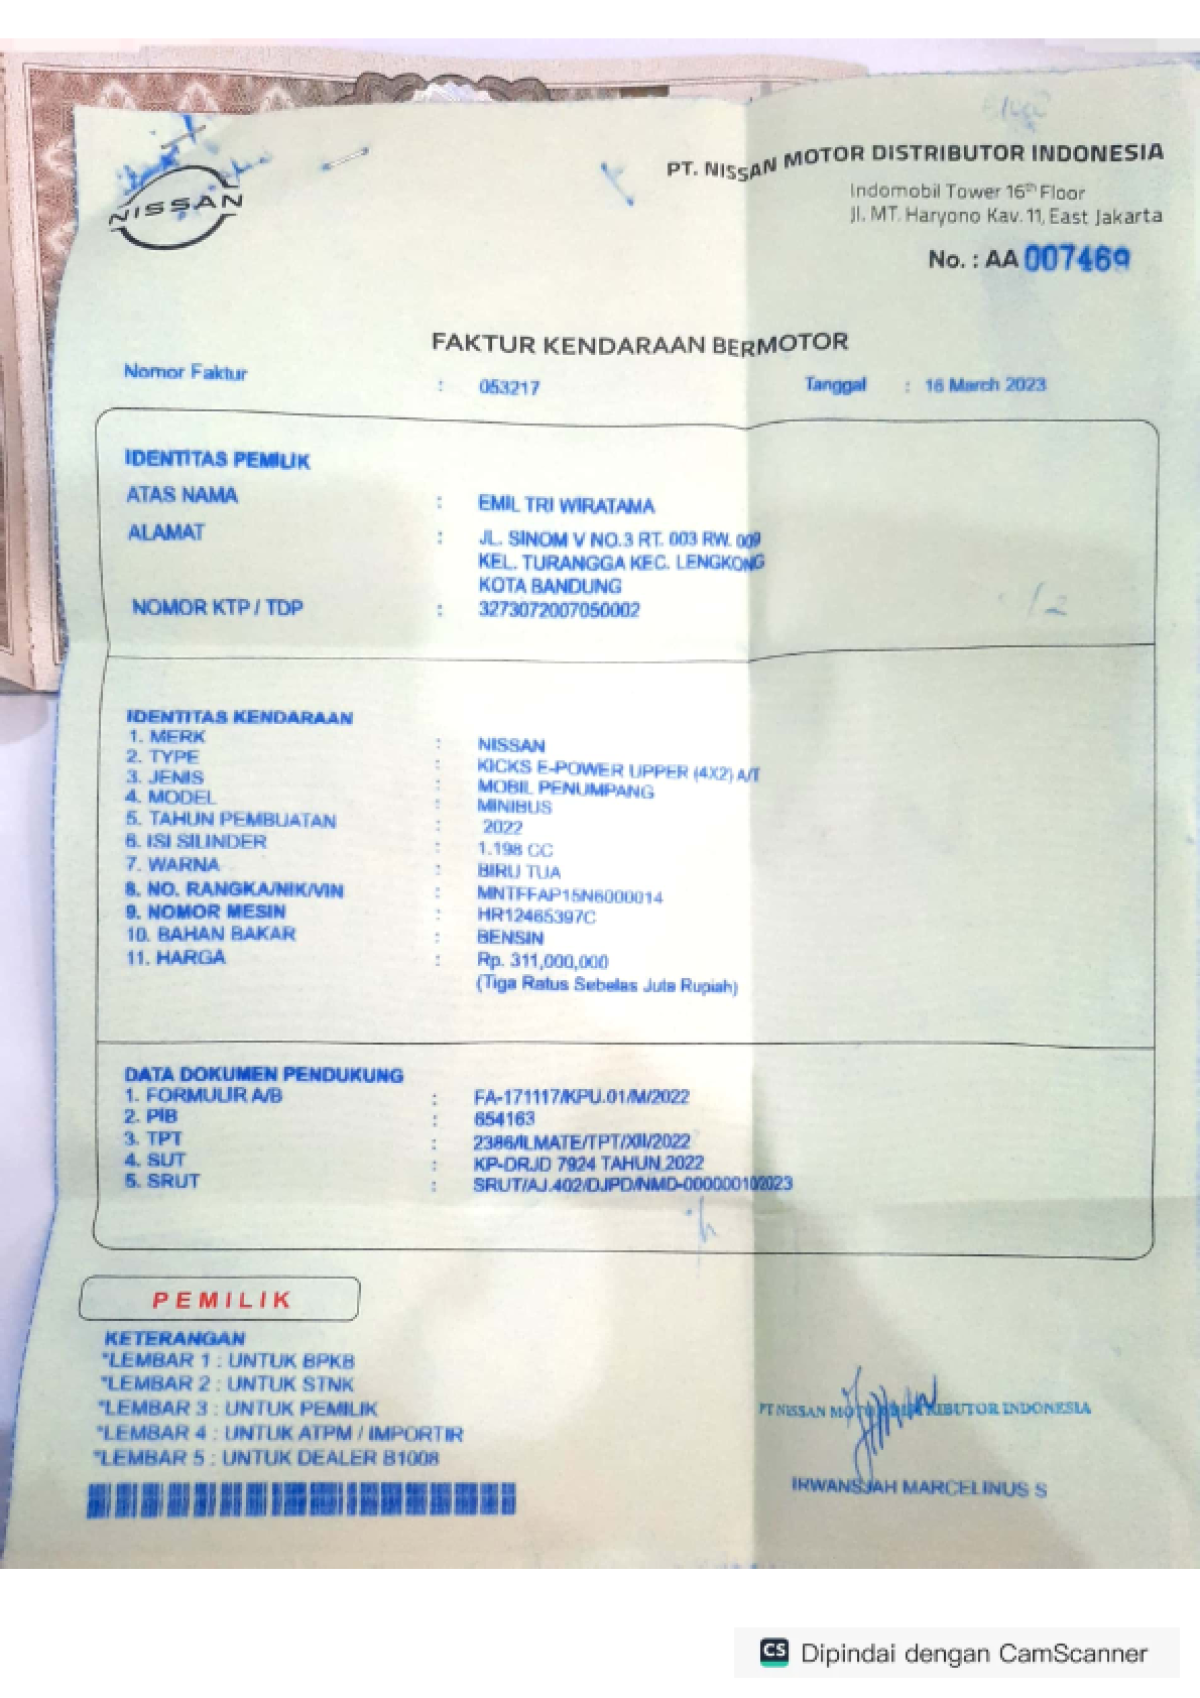 NISSAN
PT. NISSAN MOTOR DISTRIBUTOR INDONESIA
Indomobil Tower 16th Floor
Jl. MT. Haryono Kav. 11, East Jakarta
No. : AA 007469
FAKTUR KENDARAAN BERMOTOR
Nomor Faktur : 053217 Tanggal : 16 March 2023
IDENTITAS PEMILIK
ATAS NAMA : EMIL TRI WIRATAMA
ALAMAT : JL. SINOM V NO.3 RT. 003 RW. 009
KEL. TURANGGA KEC. LENGKONG
KOTA BANDUNG
NOMOR KTP / TDP : 3273072007050002
IDENTITAS KENDARAAN
1. MERK : NISSAN
2. TYPE : KICKS E-POWER UPPER (4X2) A/T
3. JENIS : MOBIL PENUMPANG
4. MODEL : MINIBUS
5. TAHUN PEMBUATAN : 2022
6. ISI SILINDER : 1.198 CC
7. WARNA : BIRU TUA
8. NO. RANGKA/NIK/VIN : MNTFFAP15N6000014
9. NOMOR MESIN : HR12465397C
10. BAHAN BAKAR : BENSIN
11. HARGA : Rp. 311,000,000
(Tiga Ratus Sebelas Juta Rupiah)
DATA DOKUMEN PENDUKUNG
1. FORMULIR A/B : FA-171117/KPU.01/M/2022
2. PIB : 654163
3. TPT : 2386/ILMATE/TPT/XII/2022
4. SUT : KP-DRJD 7924 TAHUN 2022
5. SRUT : SRUT/AJ.402/DJPD/NMD-00000010/2023
PEMILIK
KETERANGAN
*LEMBAR 1 : UNTUK BPKB
*LEMBAR 2 : UNTUK STNK
*LEMBAR 3 : UNTUK PEMILIK
*LEMBAR 4 : UNTUK ATPM / IMPORTIR
*LEMBAR 5 : UNTUK DEALER B1008
PT NISSAN MOTOR DISTRIBUTOR INDONESIA
IRWANSJAH MARCELINUS S
CS Dipindai dengan CamScanner